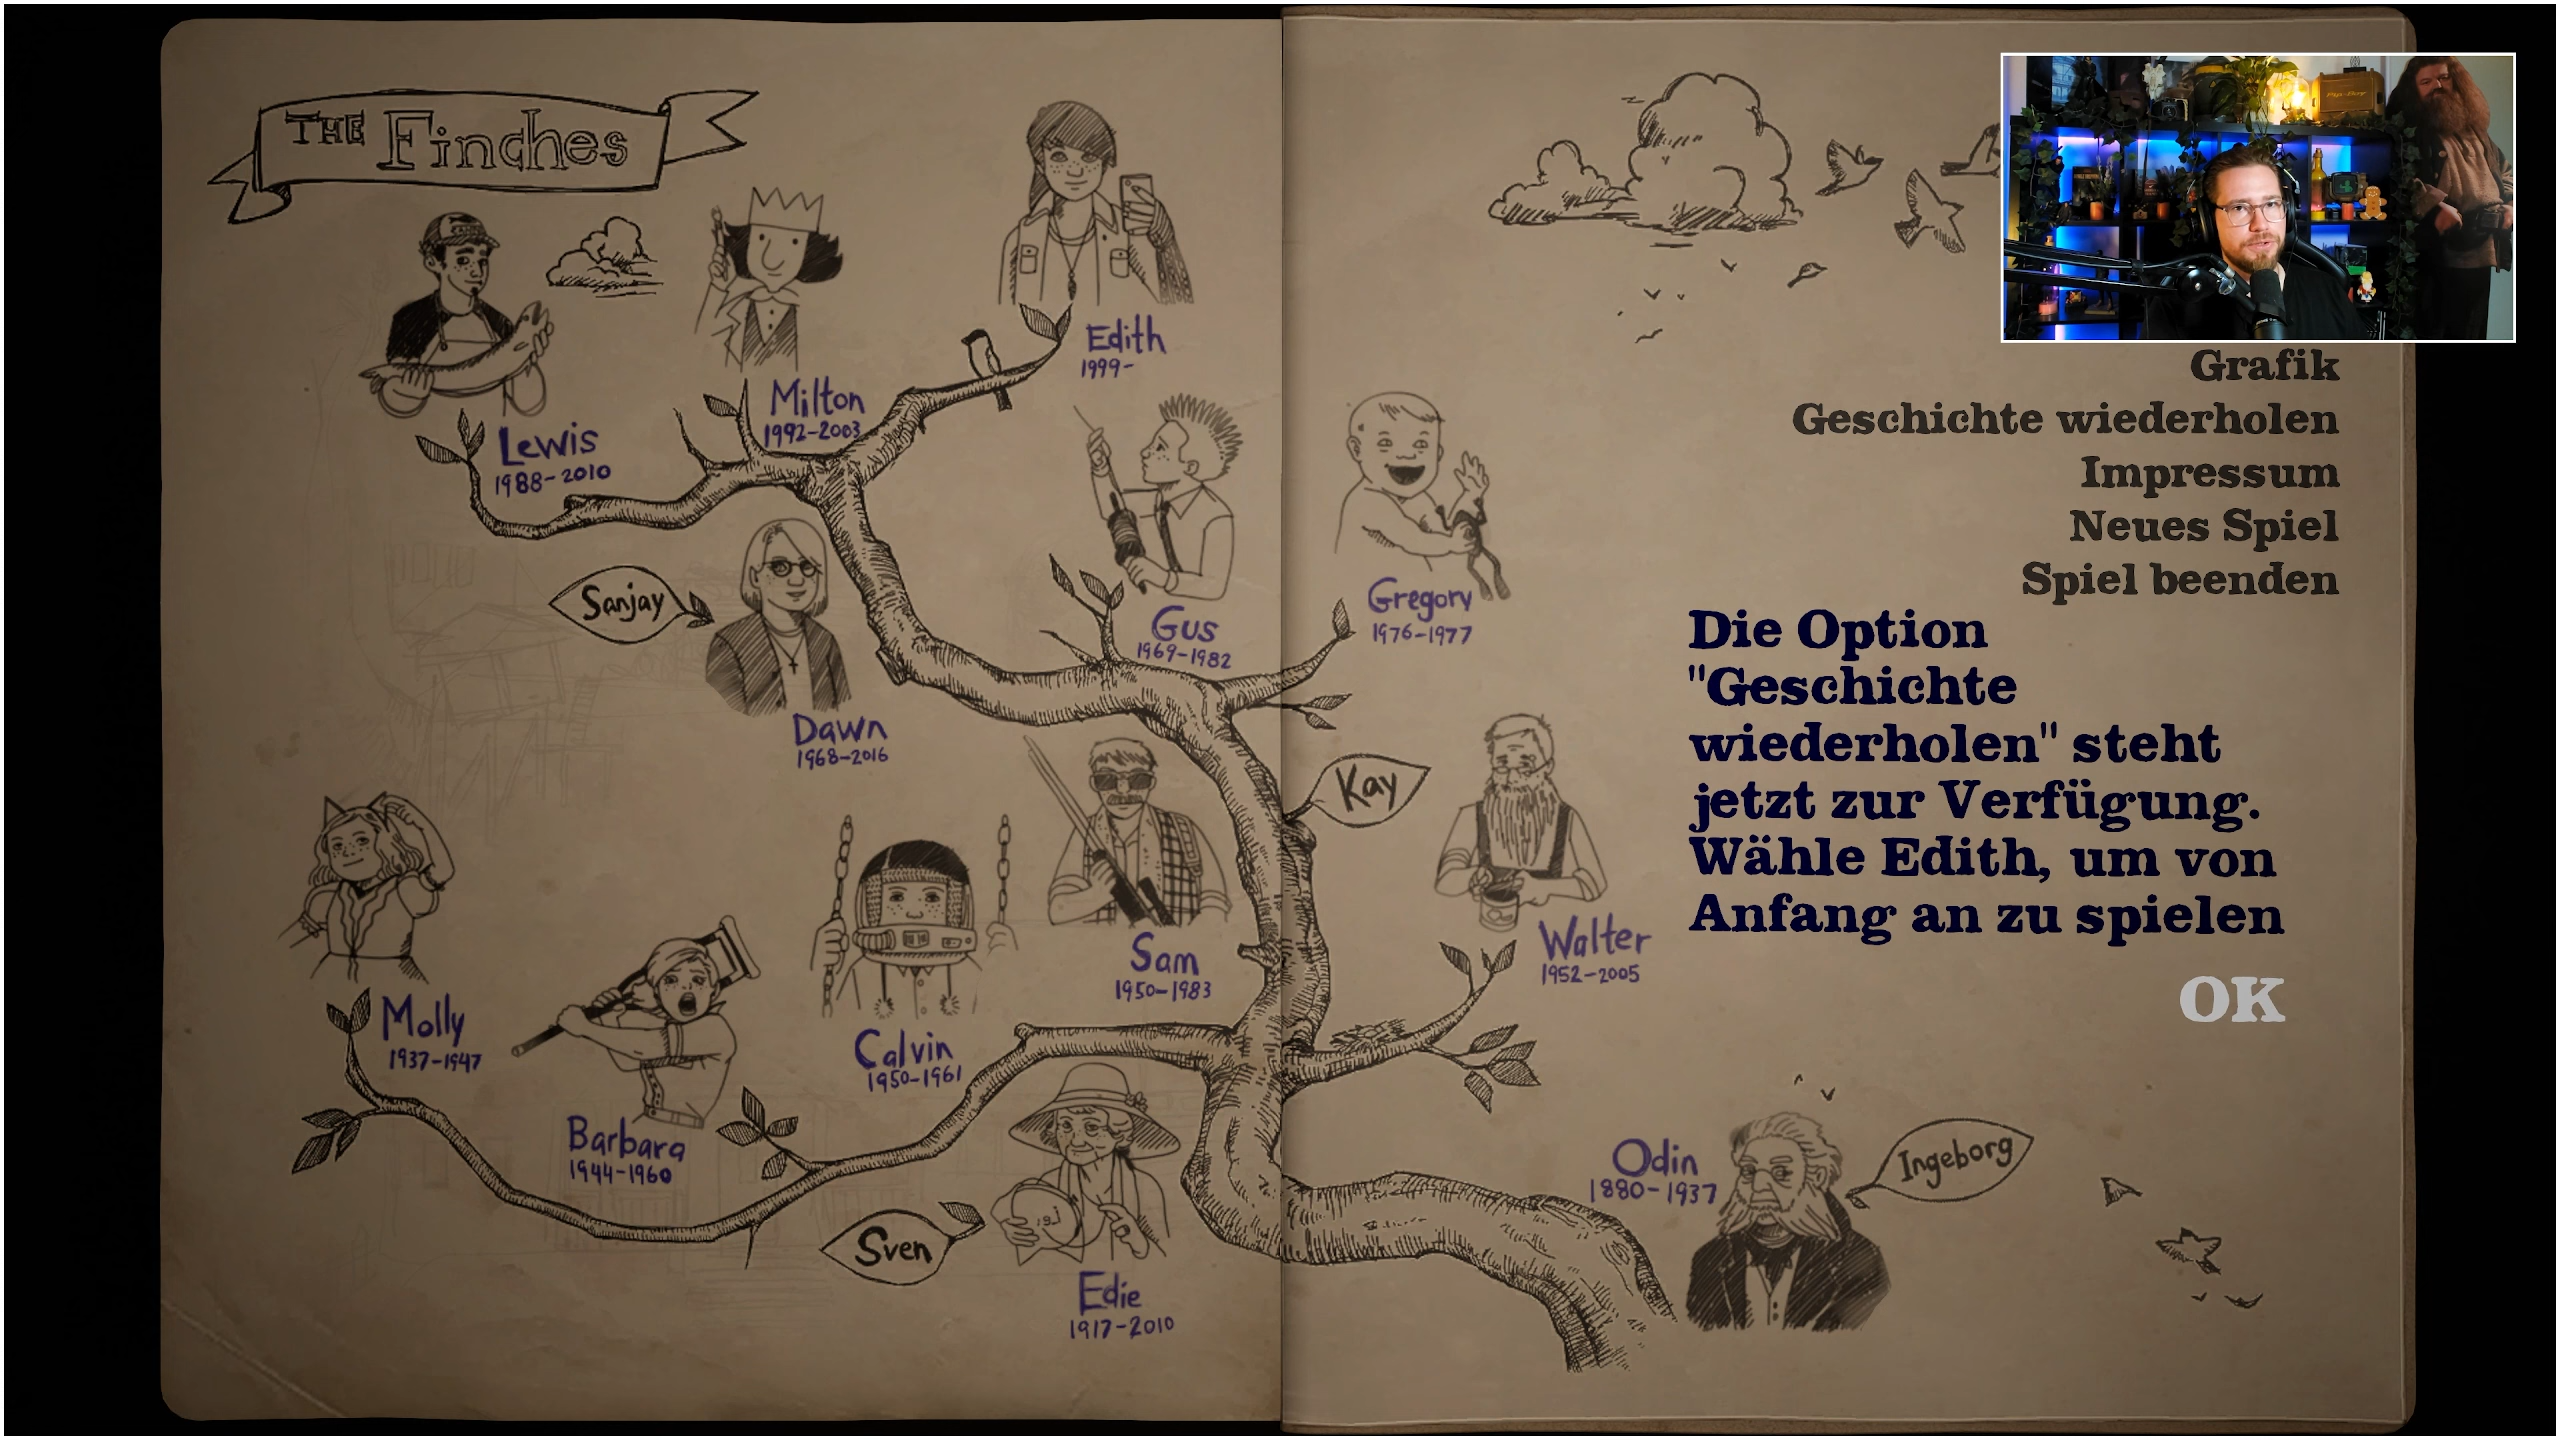 THE Finches
Edith
1999-
Milton
1992-2003
Lewis
1988-2010
Sanjay
Dawn
1968-2016
Gus
1969-1982
Gregory
1976-1977
Kay
Sam
1950-1983
Walter
1952-2005
Molly
1937-1947
Barbara
1944-1960
Calvin
1950-1961
Sven
Edie
1917-2010
Odin
1880-1937
Ingeborg
Grafik
Geschichte wiederholen
Impressum
Neues Spiel
Spiel beenden
Die Option
"Geschichte
wiederholen" steht
jetzt zur Verfügung.
Wähle Edith, um von
Anfang an zu spielen
OK